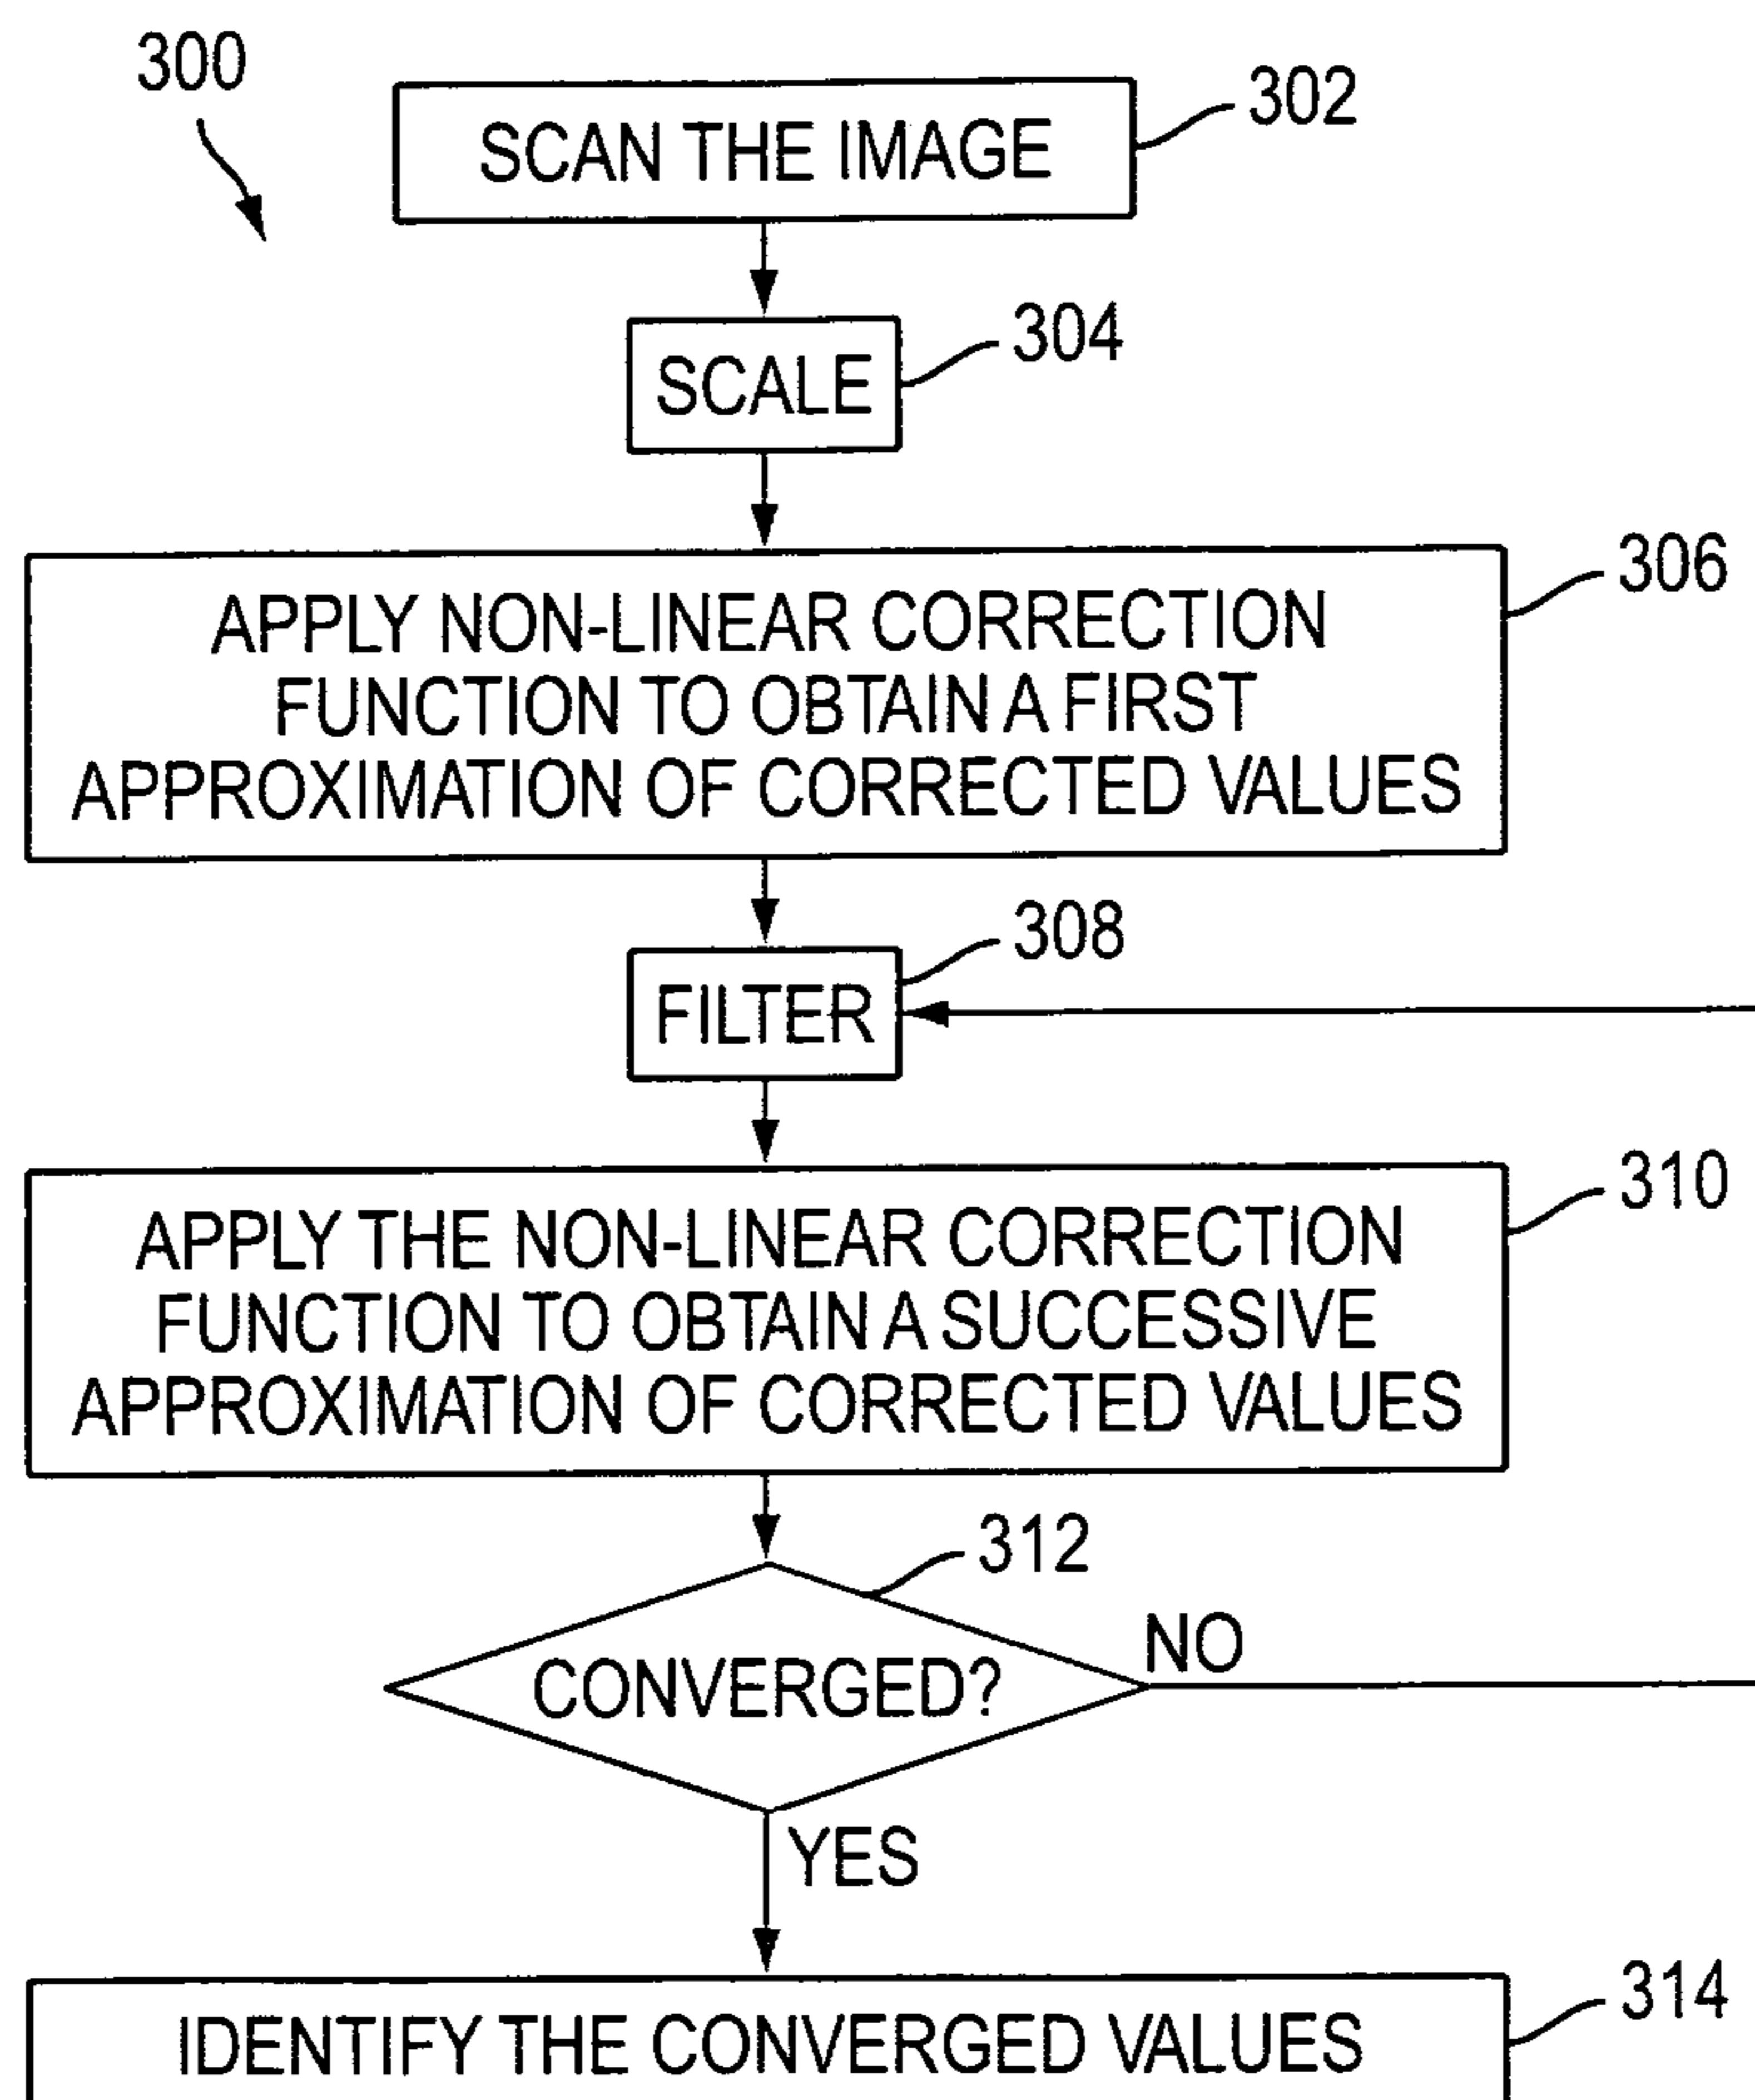 300
SCAN THE IMAGE
302
SCALE
304
APPLY NON-LINEAR CORRECTION
FUNCTION TO OBTAIN A FIRST
APPROXIMATION OF CORRECTED VALUES
306
FILTER
308
APPLY THE NON-LINEAR CORRECTION
FUNCTION TO OBTAIN A SUCCESSIVE
APPROXIMATION OF CORRECTED VALUES
310
CONVERGED?
312
NO
YES
IDENTIFY THE CONVERGED VALUES
314